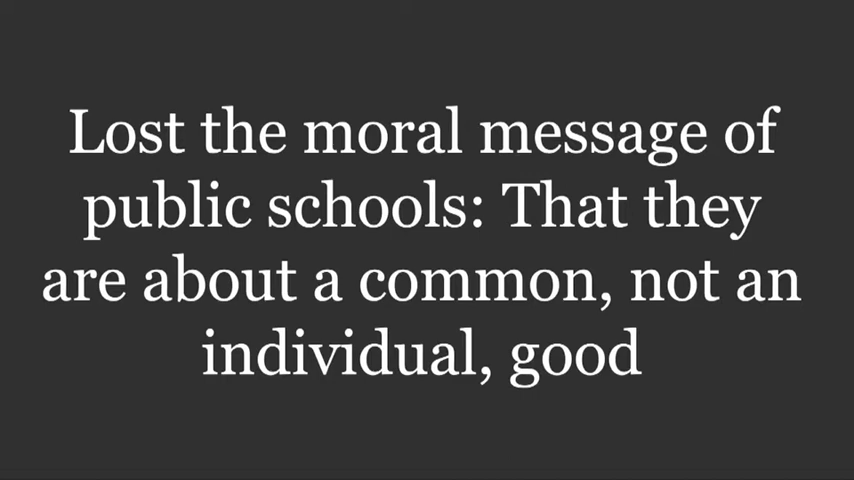 Lost the moral message of
public schools: That they
are about a common, not an
individual, good